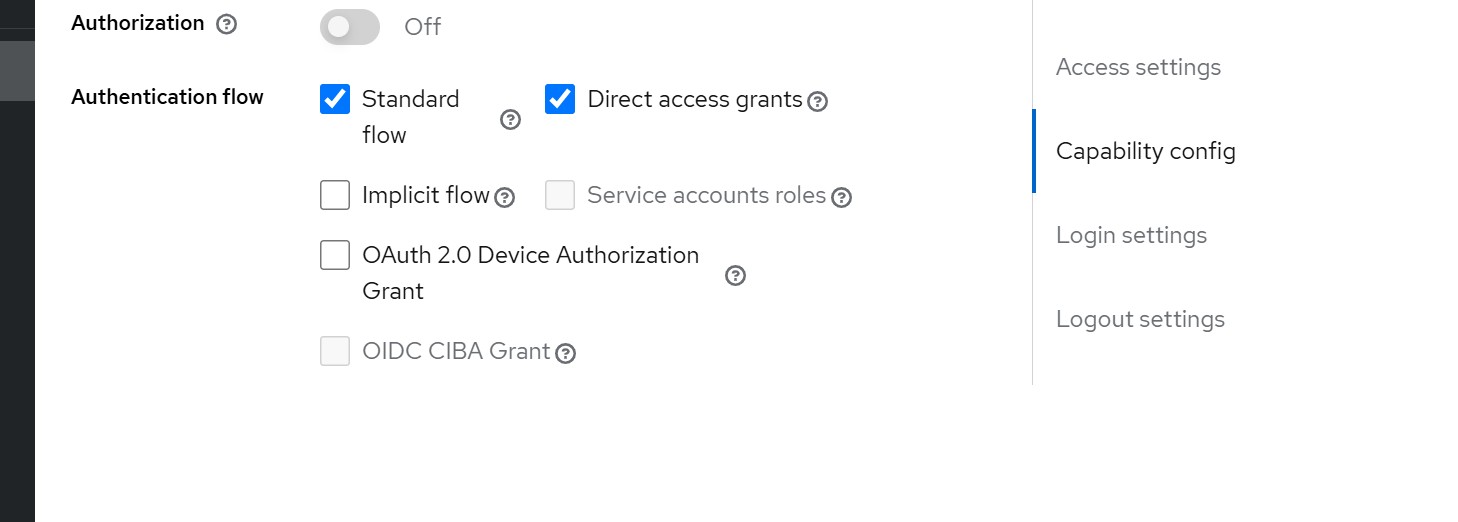 Authorization
Off
Authentication flow
Standard
flow
Direct access grants
Implicit flow
Service accounts roles
OAuth 2.0 Device Authorization
Grant
OIDC CIBA Grant
Access settings
Capability config
Login settings
Logout settings